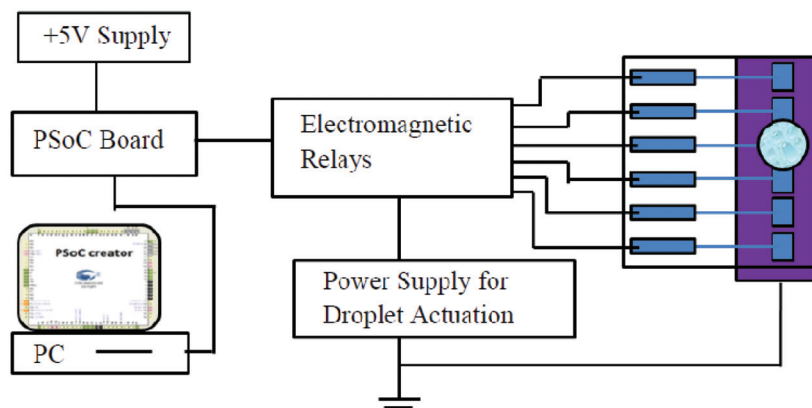 +5V Supply
PSoC Board
Electromagnetic
Relays
PSoC creator
Power Supply for
Droplet Actuation
PC